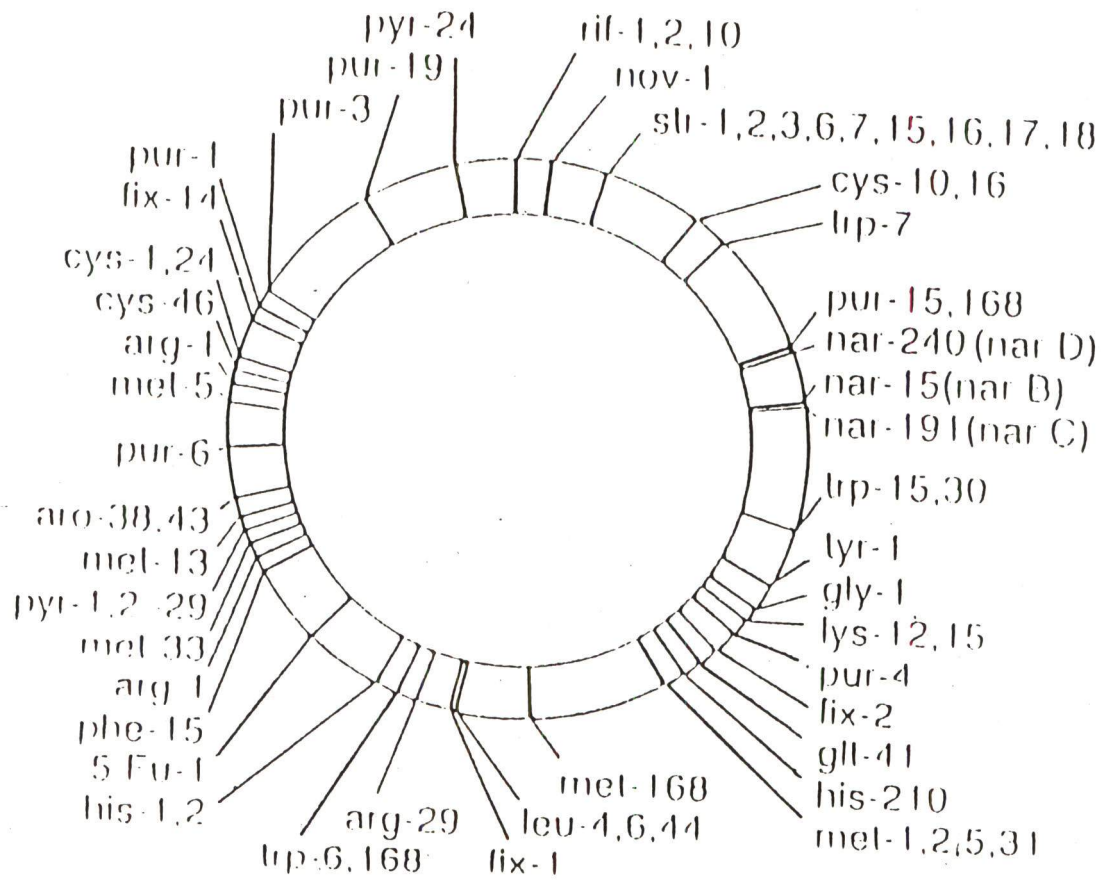 pyr-24
pur-19
pur-3
pur-1
fix-14
cys-1,24
cys-46
arg-1
met-5
pur-6
aro-38,43
met-13
pyr-1,2-29
met 33
arg-1
phe-15
5 Fu-1
his-1,2
trp-6,168
arg-29
fix-1
leu-4,6,44
met-168
rif-1,2,10
nov-1
str-1,2,3,6,7,15,16,17,18
cys-10,16
trp-7
pur-15,168
nar-240(nar D)
nar-15(nar B)
nar-191(nar C)
trp-15,30
tyr-1
gly-1
lys-12,15
pur-4
fix-2
glt-41
his-210
met-1,2,5,31